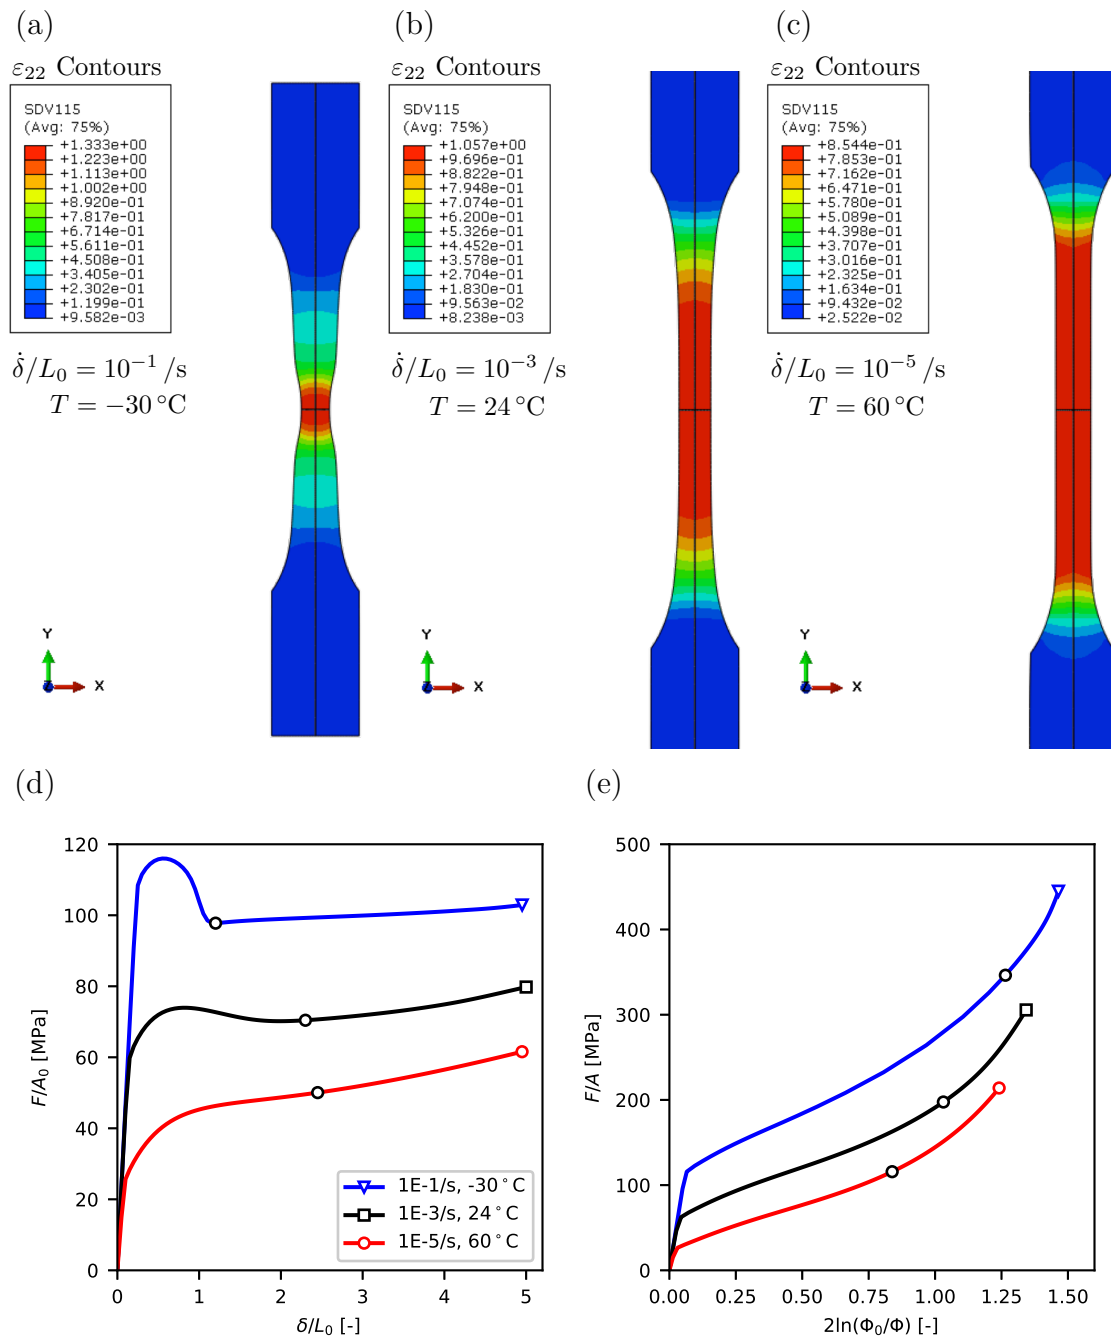 (a)
ε22 Contours
SDV115
(Avg: 75%)
+1.333e+00
+1.223e+00
+1.113e+00
+1.002e+00
+8.920e-01
+7.817e-01
+6.714e-01
+5.611e-01
+4.508e-01
+3.405e-01
+2.302e-01
+1.199e-01
+9.582e-03
δ̇/L0 = 10−1 /s
T = −30 °C
Y
X
(b)
ε22 Contours
SDV115
(Avg: 75%)
+1.057e+00
+9.696e-01
+8.822e-01
+7.948e-01
+7.074e-01
+6.200e-01
+5.326e-01
+4.452e-01
+3.578e-01
+2.704e-01
+1.830e-01
+9.563e-02
+8.238e-03
δ̇/L0 = 10−3 /s
T = 24 °C
Y
X
(c)
ε22 Contours
SDV115
(Avg: 75%)
+8.544e-01
+7.853e-01
+7.162e-01
+6.471e-01
+5.780e-01
+5.089e-01
+4.398e-01
+3.707e-01
+3.016e-01
+2.325e-01
+1.634e-01
+9.432e-02
+2.522e-02
δ̇/L0 = 10−5 /s
T = 60 °C
Y
X
(d)
120
100
80
60
40
20
0
F/A0 [MPa]
1E-1/s, -30°C
1E-3/s, 24°C
1E-5/s, 60°C
0 1 2 3 4 5
δ/L0 [-]
(e)
500
400
300
200
100
0
F/A [MPa]
0.00 0.25 0.50 0.75 1.00 1.25 1.50
2ln(Φ0/Φ) [-]